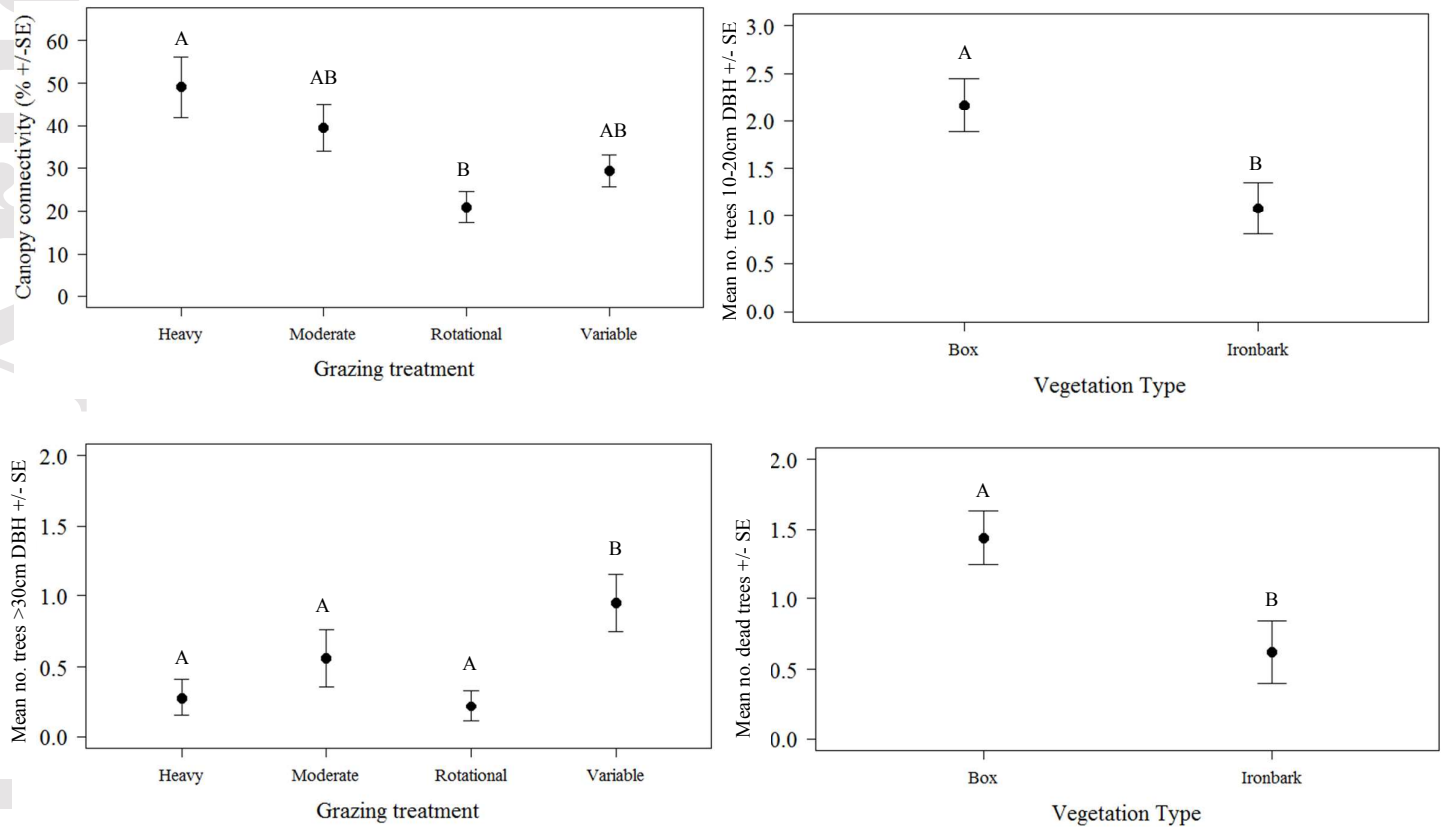 Canopy connectivity (% +/-SE)
60
50
40
30
20
10
0
A
AB
B
AB
Heavy Moderate Rotational Variable
Grazing treatment
Mean no. trees 10-20cm DBH +/- SE
3.0
2.5
2.0
1.5
1.0
0.5
0.0
A
B
Box Ironbark
Vegetation Type
Mean no. trees >30cm DBH +/- SE
2.0
1.5
1.0
0.5
0.0
A
A
A
B
Heavy Moderate Rotational Variable
Grazing treatment
Mean no. dead trees +/- SE
2.0
1.5
1.0
0.5
0.0
A
B
Box Ironbark
Vegetation Type